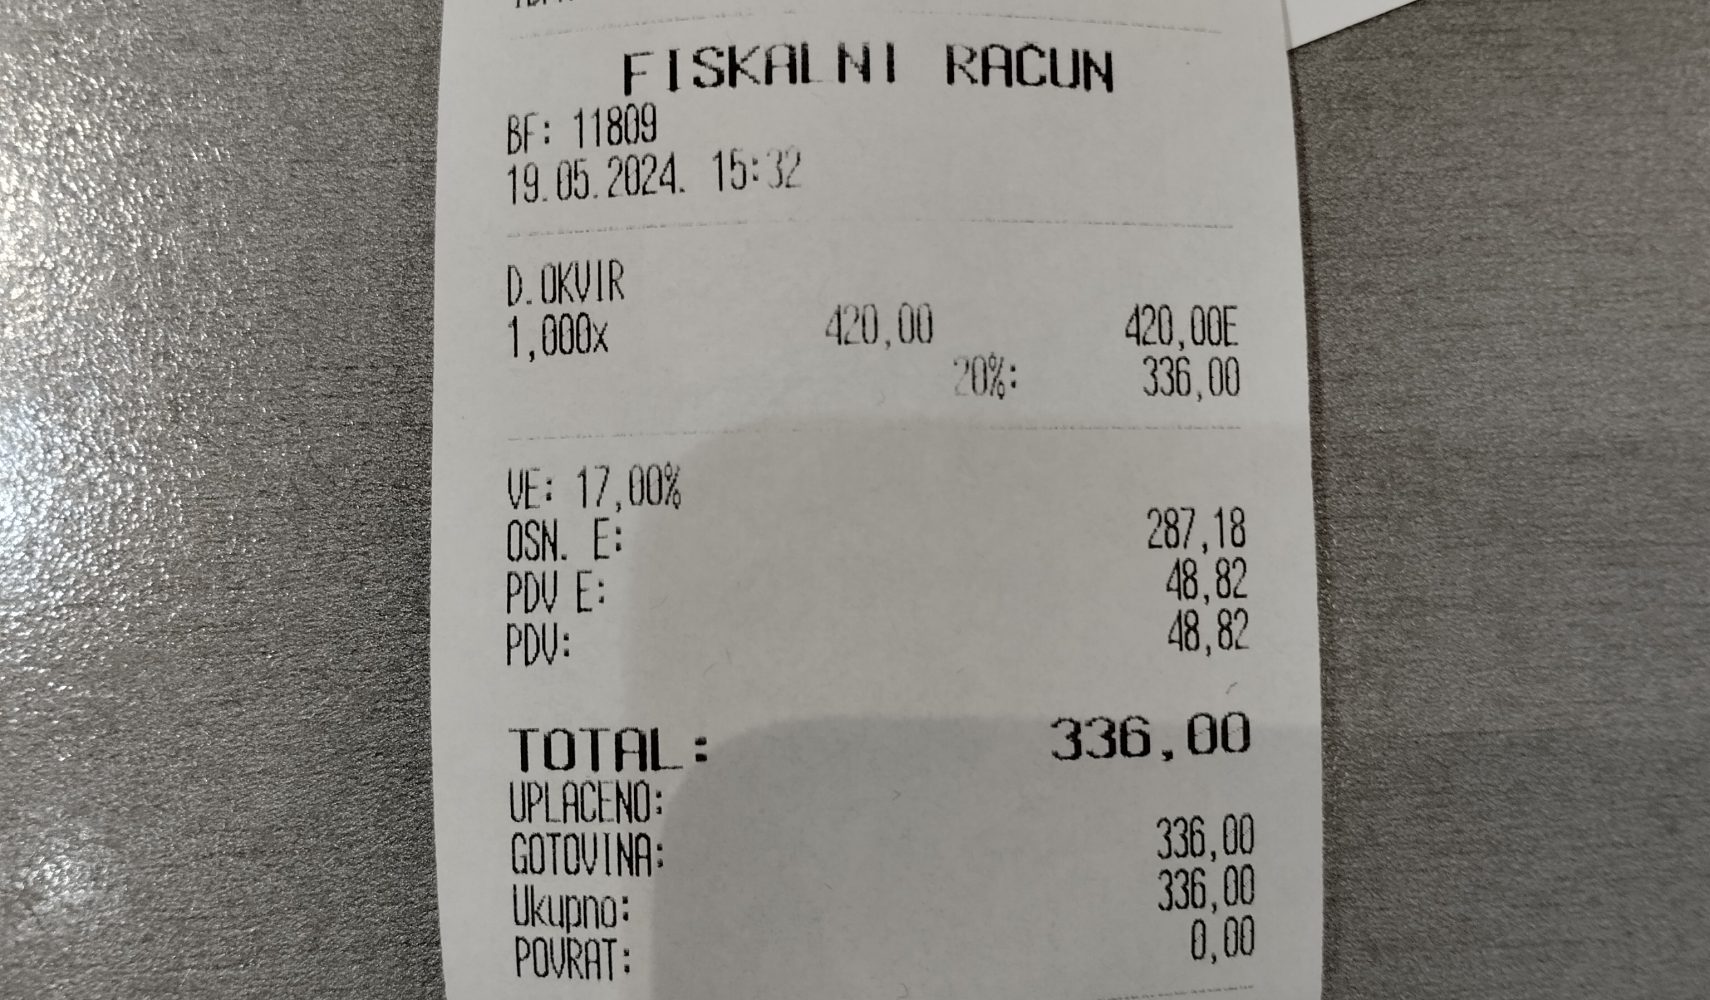 FISKALNI RAČUN
BF: 11809
19.05.2024. 15:32
D.OKVIR
1,000x 420,00 420,00E
20%: 336,00
VE: 17,00%
OSN. E: 287,18
PDV E: 48,82
PDV: 48,82
TOTAL: 336,00
UPLAĆENO:
GOTOVINA: 336,00
Ukupno: 336,00
POVRAT: 0,00